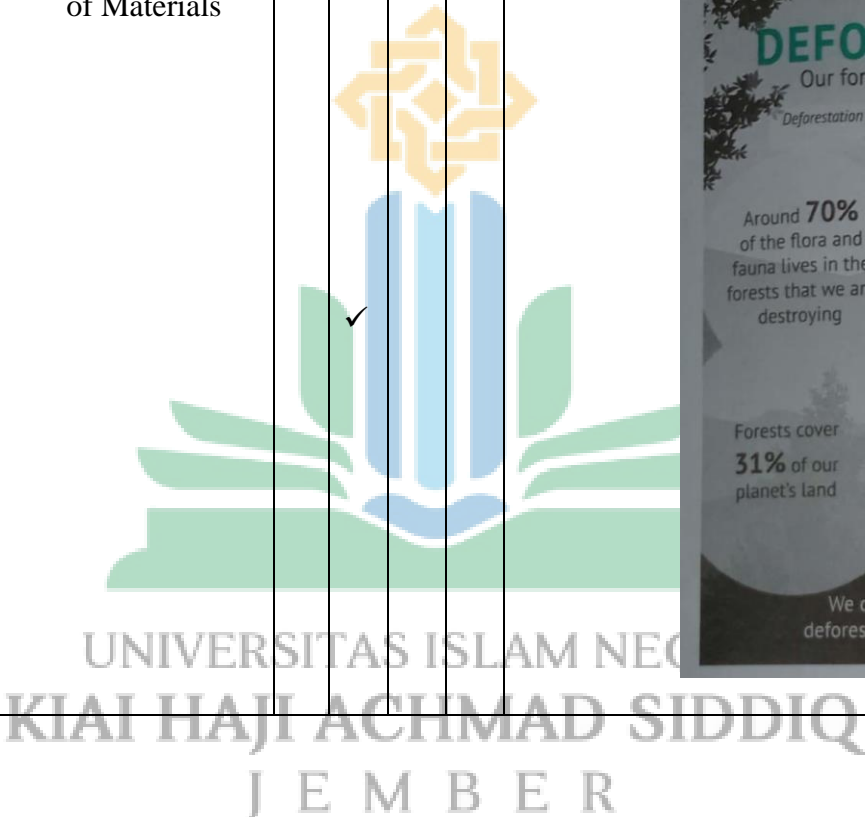 of Materials
✓
DEFO
Our for
Deforestation
Around 70%
of the flora and
fauna lives in the
forests that we ar
destroying
Forests cover
31% of our
planet's land
We
defores
UNIVERSITAS ISLAM NEG
KIAI HAJI ACHMAD SIDDIQ
JEMBER